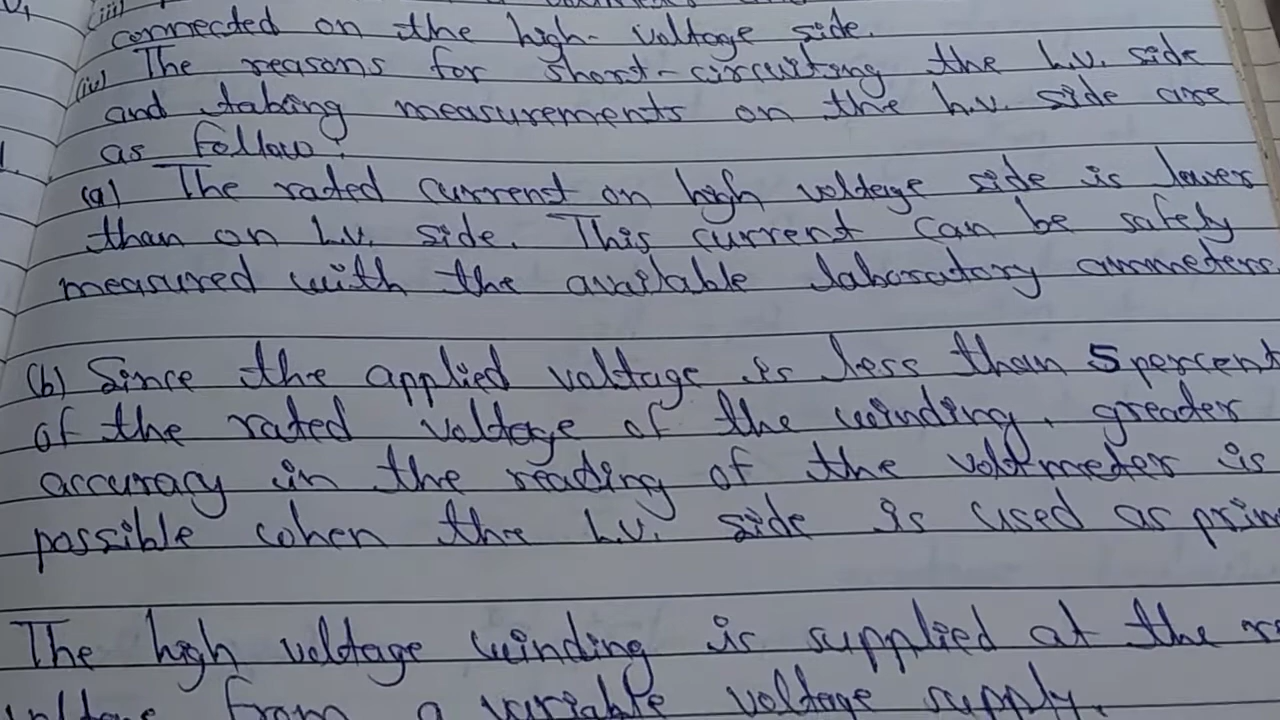 (iii)
connected on the high-voltage side.
(iv) The reasons for short-circuiting the L.V. side
and taking measurements on the h.v. side are
as follow:
(a) The rated current on high voltage side is lower
than on L.V. side. This current can be safely
measured with the available laboratory ammeters.
(b) Since the applied voltage is less than 5 percent
of the rated voltage of the winding, greater
accuracy in the reading of the voltmeter is
possible when the h.v. side is used as prim
The high voltage winding is supplied at the
from a variable voltage supply.